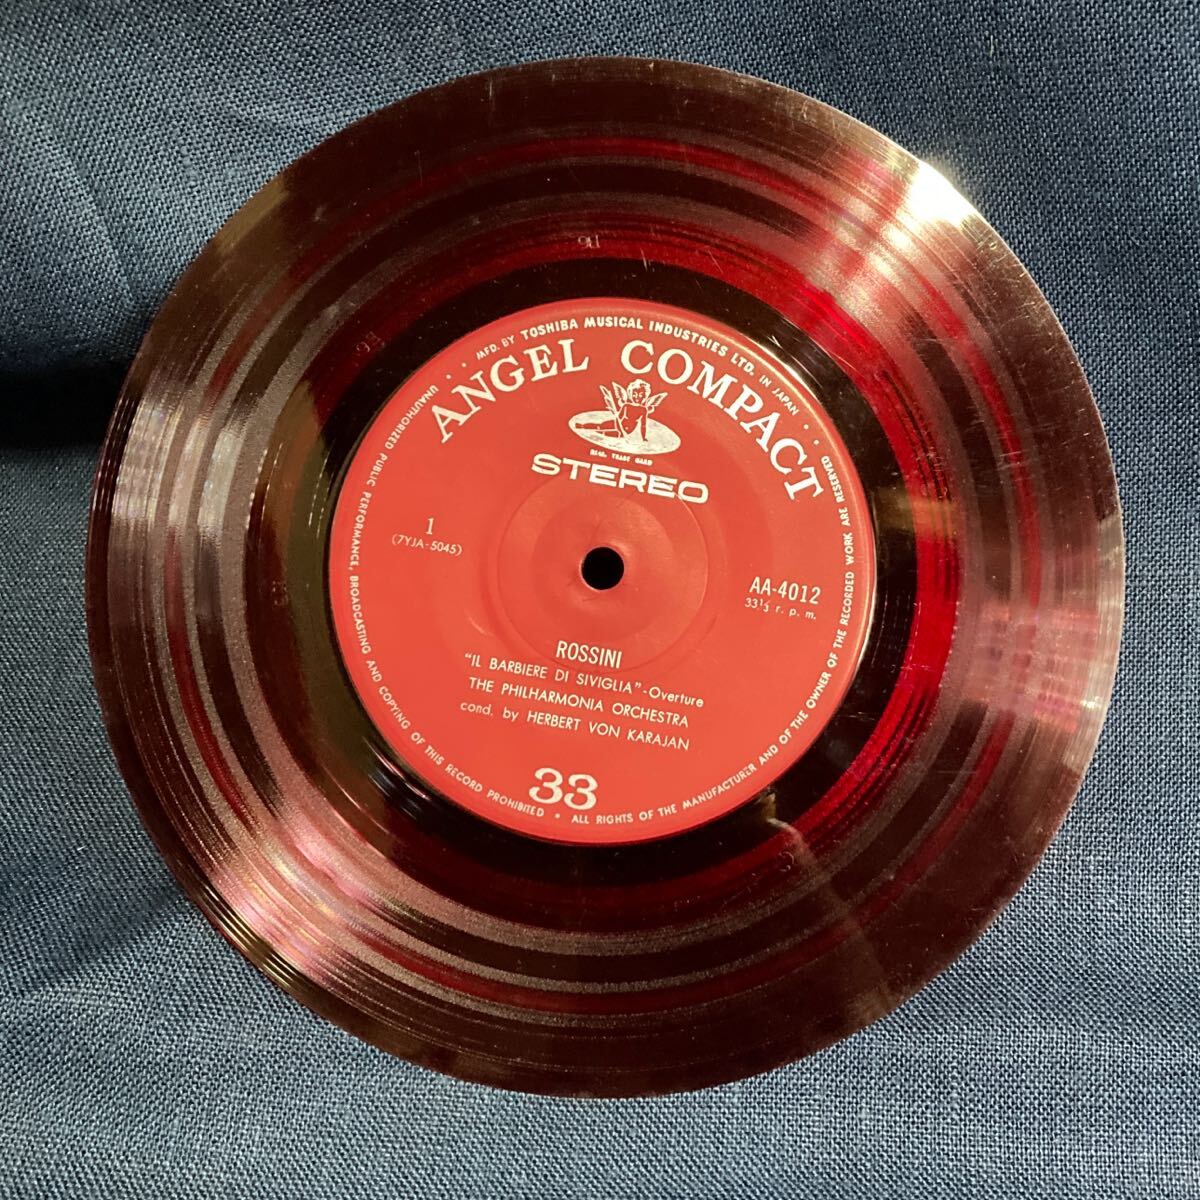 MFD. BY TOSHIBA MUSICAL INDUSTRIES LTD. IN JAPAN
ANGEL COMPACT
STEREO
1
(7YJA-5045)
AA-4012
33⅓ r. p. m.
ROSSINI
"IL BARBIERE DI SIVIGLIA"-Overture
THE PHILHARMONIA ORCHESTRA
cond. by HERBERT VON KARAJAN
33
UNAUTHORIZED PUBLIC PERFORMANCE, BROADCASTING AND COPYING OF THIS RECORD PROHIBITED • ALL RIGHTS OF THE MANUFACTURER AND OF THE OWNER OF THE RECORDED WORK ARE RESERVED